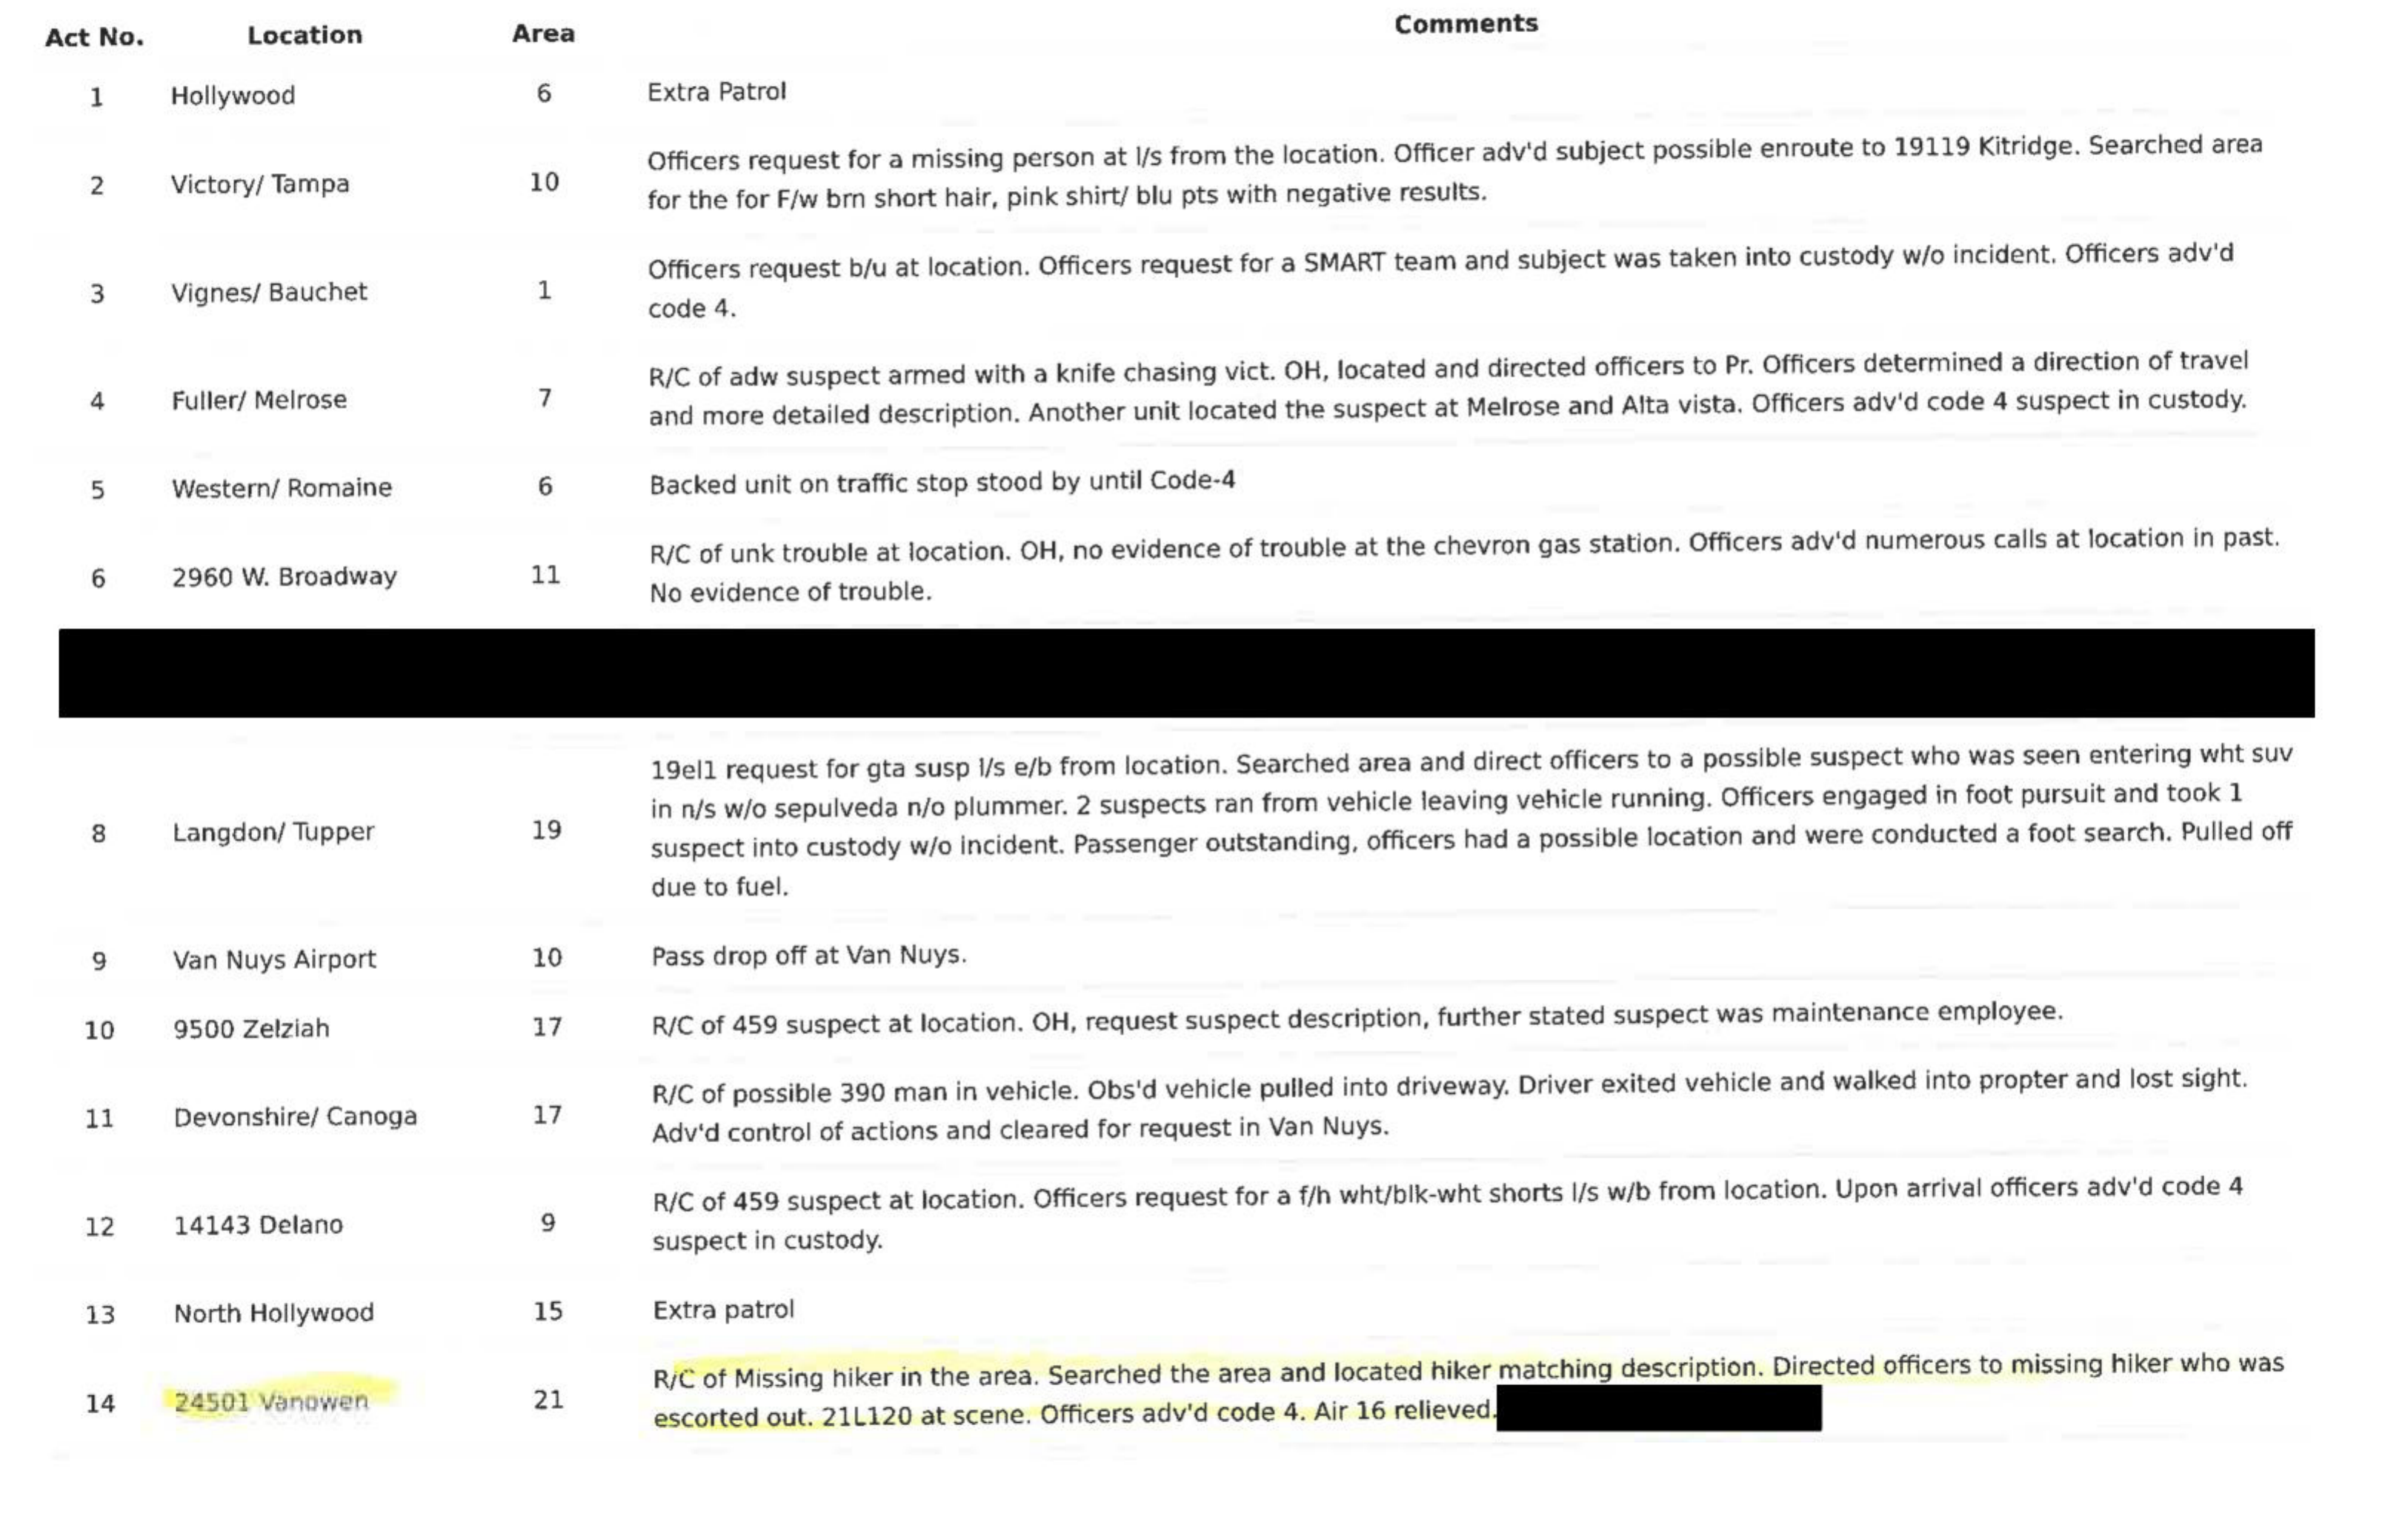 Act No. Location Area Comments
1 Hollywood 6 Extra Patrol
Officers request for a missing person at l/s from the location. Officer adv'd subject possible enroute to 19119 Kitridge. Searched area
2 Victory/ Tampa 10
for the for F/w brn short hair, pink shirt/ blu pts with negative results.
Officers request b/u at location. Officers request for a SMART team and subject was taken into custody w/o incident. Officers adv'd
3 Vignes/ Bauchet 1
code 4.
R/C of adw suspect armed with a knife chasing vict. OH, located and directed officers to Pr. Officers determined a direction of travel
4 Fuller/ Melrose 7
and more detailed description. Another unit located the suspect at Melrose and Alta vista. Officers adv'd code 4 suspect in custody.
5 Western/ Romaine 6 Backed unit on traffic stop stood by until Code-4
R/C of unk trouble at location. OH, no evidence of trouble at the chevron gas station. Officers adv'd numerous calls at location in past.
6 2960 W. Broadway 11
No evidence of trouble.
19el1 request for gta susp l/s e/b from location. Searched area and direct officers to a possible suspect who was seen entering wht suv
in n/s w/o sepulveda n/o plummer. 2 suspects ran from vehicle leaving vehicle running. Officers engaged in foot pursuit and took 1
8 Langdon/ Tupper 19
suspect into custody w/o incident. Passenger outstanding, officers had a possible location and were conducted a foot search. Pulled off
due to fuel.
9 Van Nuys Airport 10 Pass drop off at Van Nuys.
10 9500 Zelziah 17 R/C of 459 suspect at location. OH, request suspect description, further stated suspect was maintenance employee.
R/C of possible 390 man in vehicle. Obs'd vehicle pulled into driveway. Driver exited vehicle and walked into propter and lost sight.
11 Devonshire/ Canoga 17
Adv'd control of actions and cleared for request in Van Nuys.
R/C of 459 suspect at location. Officers request for a f/h wht/blk-wht shorts l/s w/b from location. Upon arrival officers adv'd code 4
12 14143 Delano 9
suspect in custody.
13 North Hollywood 15 Extra patrol
R/C of Missing hiker in the area. Searched the area and located hiker matching description. Directed officers to missing hiker who was
14 24501 Vanowen 21
escorted out. 21L120 at scene. Officers adv'd code 4. Air 16 relieved.